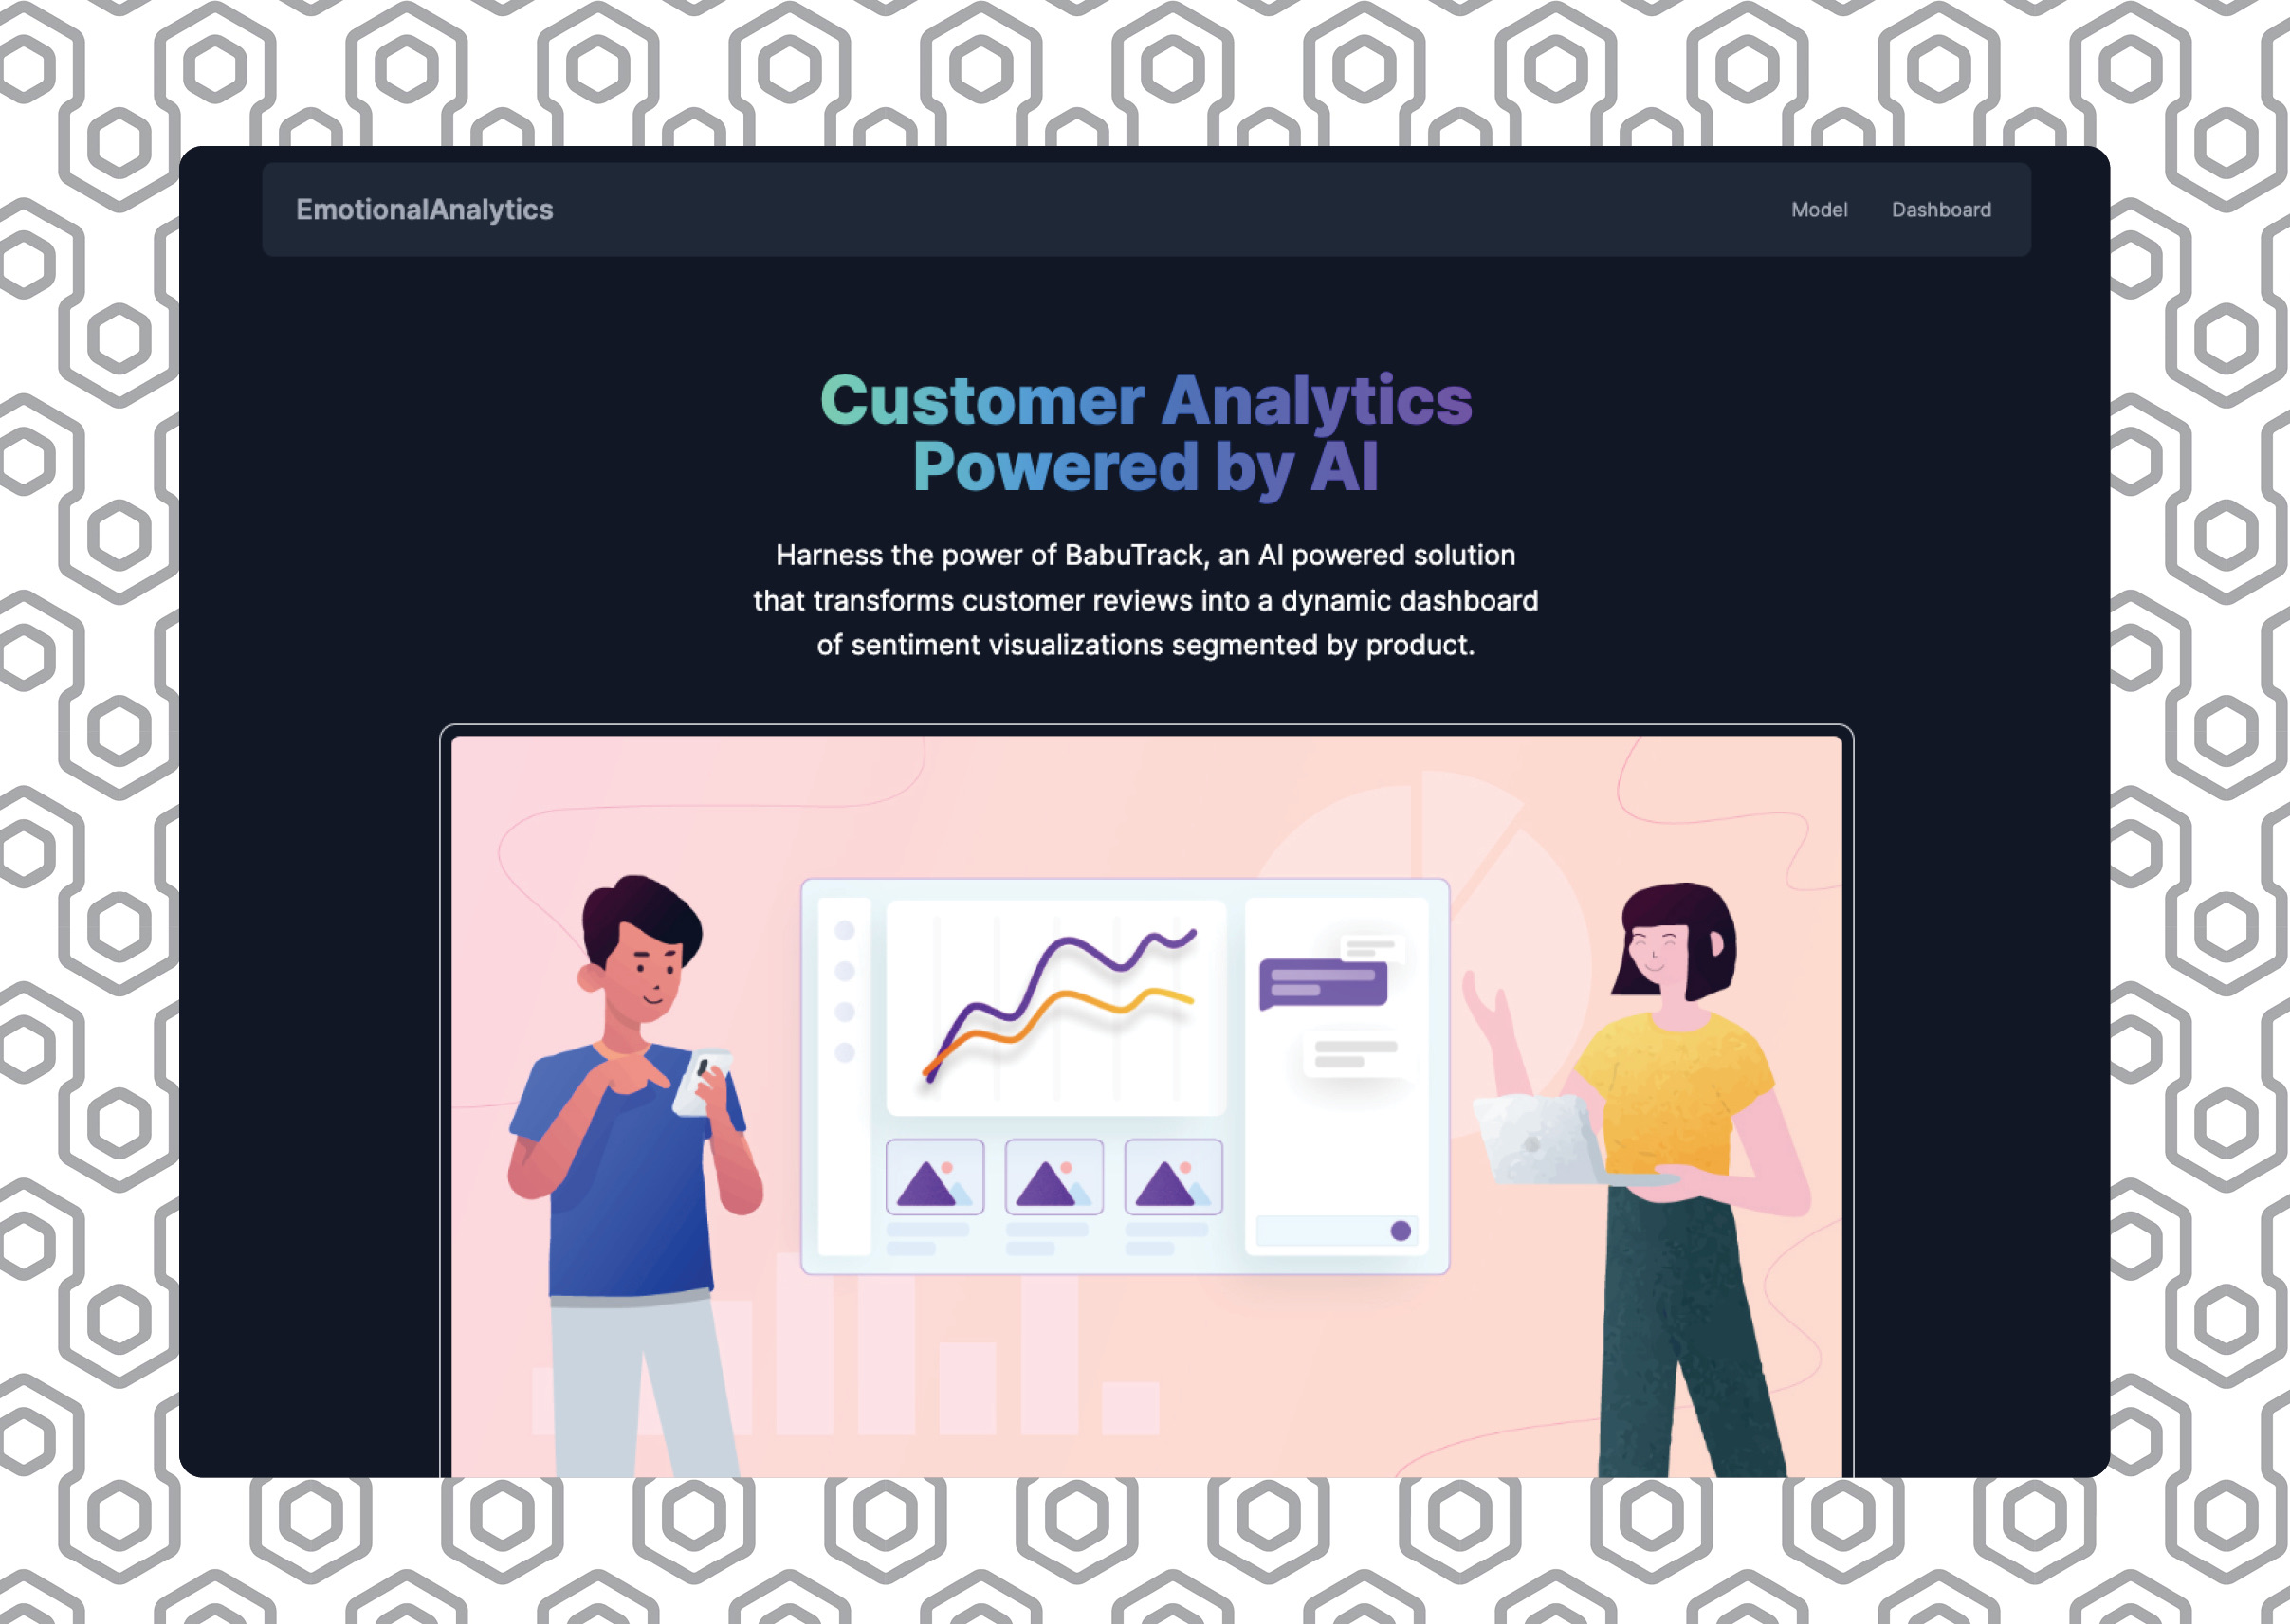 EmotionalAnalytics
Model
Dashboard
Customer Analytics
Powered by AI
Harness the power of BabuTrack, an AI powered solution
that transforms customer reviews into a dynamic dashboard
of sentiment visualizations segmented by product.